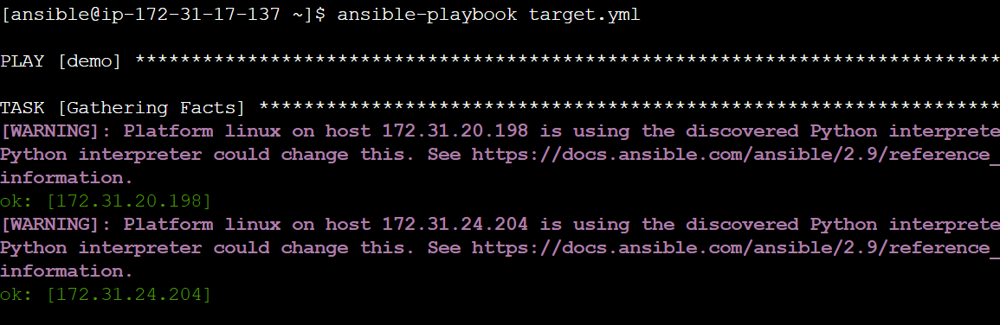 [ansible@ip-172-31-17-137 ~]$ ansible-playbook target.yml
PLAY [demo] ***************************************************************************
TASK [Gathering Facts] ***************************************************************
[WARNING]: Platform linux on host 172.31.20.198 is using the discovered Python interprete
Python interpreter could change this. See https://docs.ansible.com/ansible/2.9/reference_
information.
ok: [172.31.20.198]
[WARNING]: Platform linux on host 172.31.24.204 is using the discovered Python interprete
Python interpreter could change this. See https://docs.ansible.com/ansible/2.9/reference_
information.
ok: [172.31.24.204]